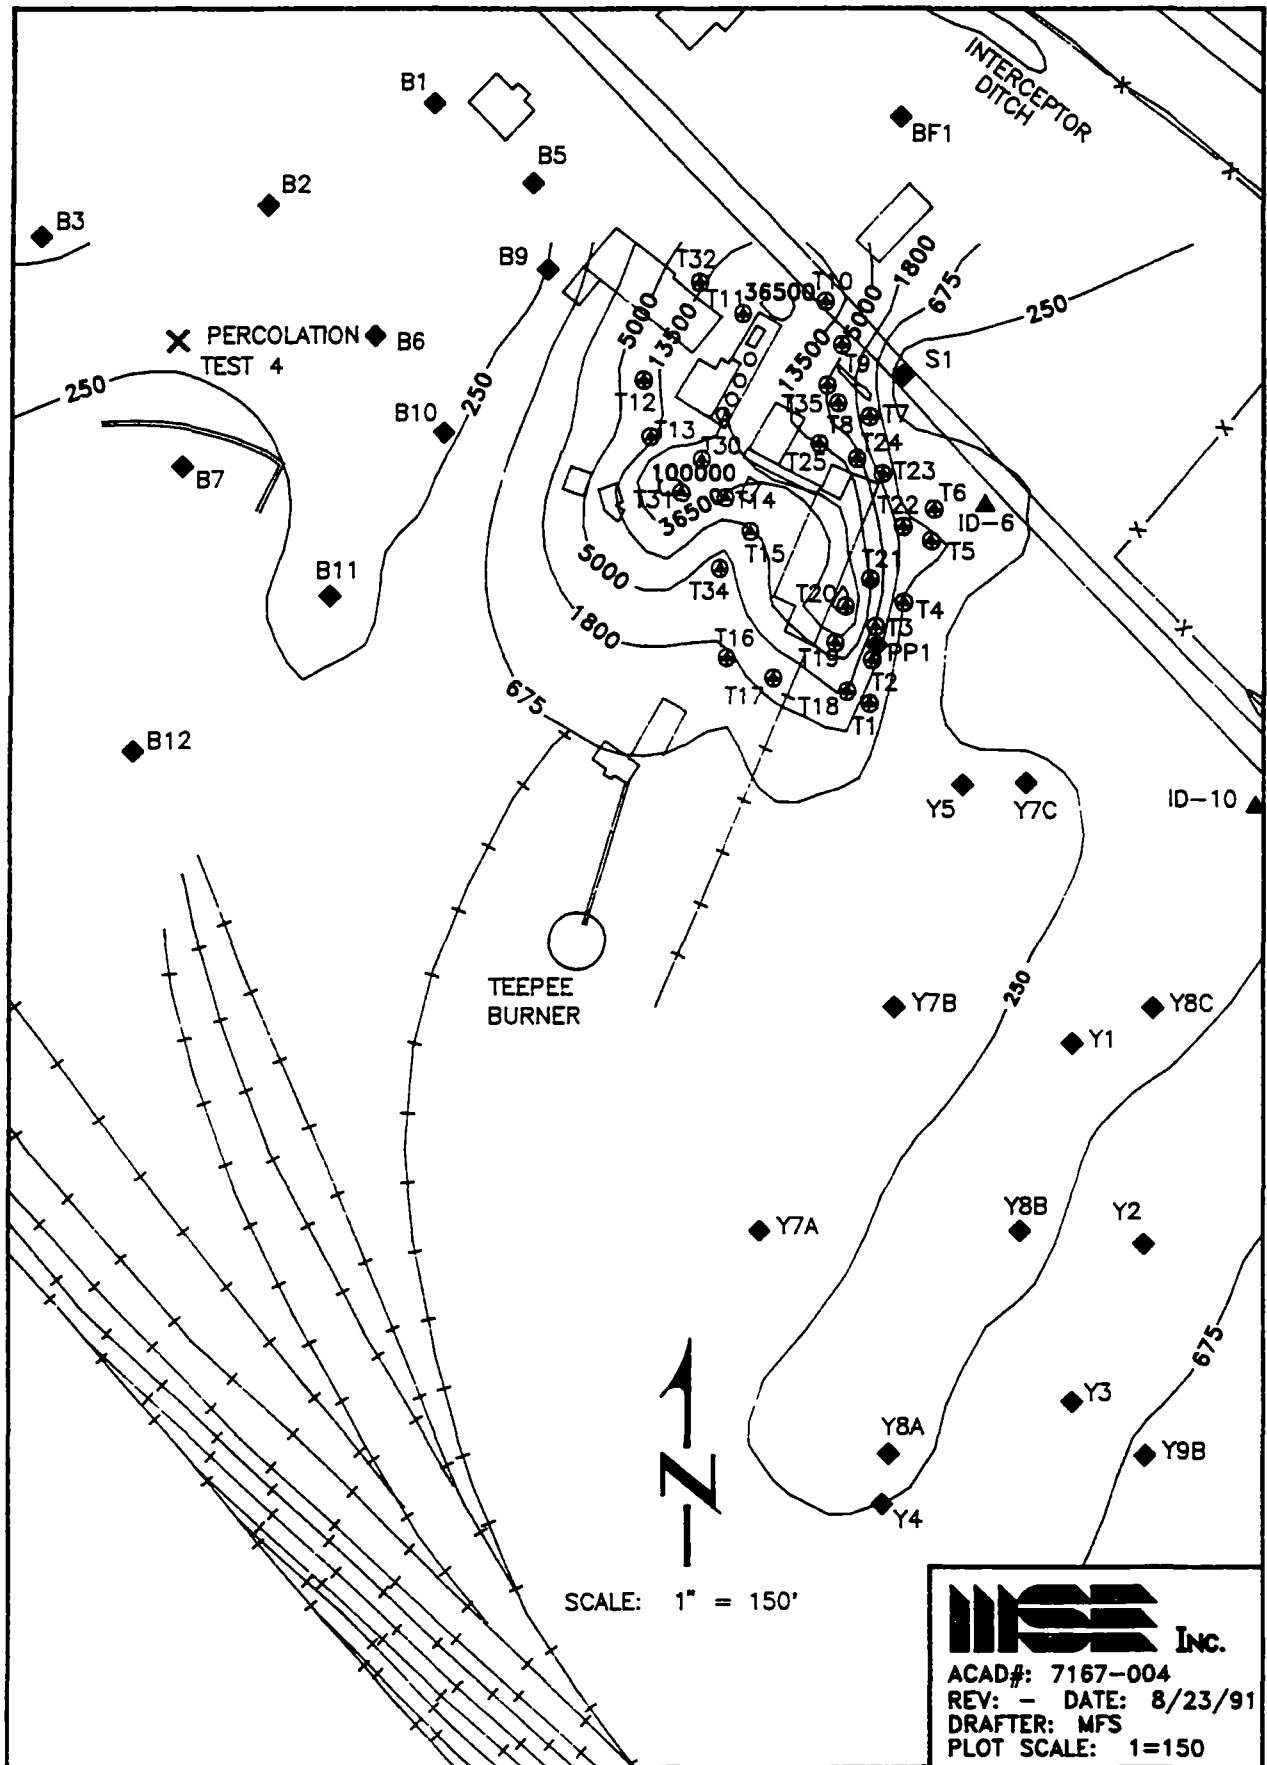 INTERCEPTOR
DITCH
B1
BF1
B5
B2
B3
B9
T32
1800
675
250
T11
36500
T10
5000
5000
13500
13500
PERCOLATION
TEST 4
B6
T9
S1
250
250
T12
T35
T7
T8
B10
T13
T30
T25
T24
B7
100000
T23
T31
T14
T6
36500
T22
ID-6
T15
T5
5000
T34
T21
B11
T20
T4
1800
T3
T16
T19
PP1
T17
T18
T2
T1
675
B12
Y5
Y7C
ID-10
TEEPEE
BURNER
250
Y7B
Y8C
Y1
Y7A
Y8B
Y2
675
Y3
Y8A
Y9B
Y4
N
SCALE: 1" = 150'
MSE INC.
ACAD#: 7167-004
REV: - DATE: 8/23/91
DRAFTER: MFS
PLOT SCALE: 1=150